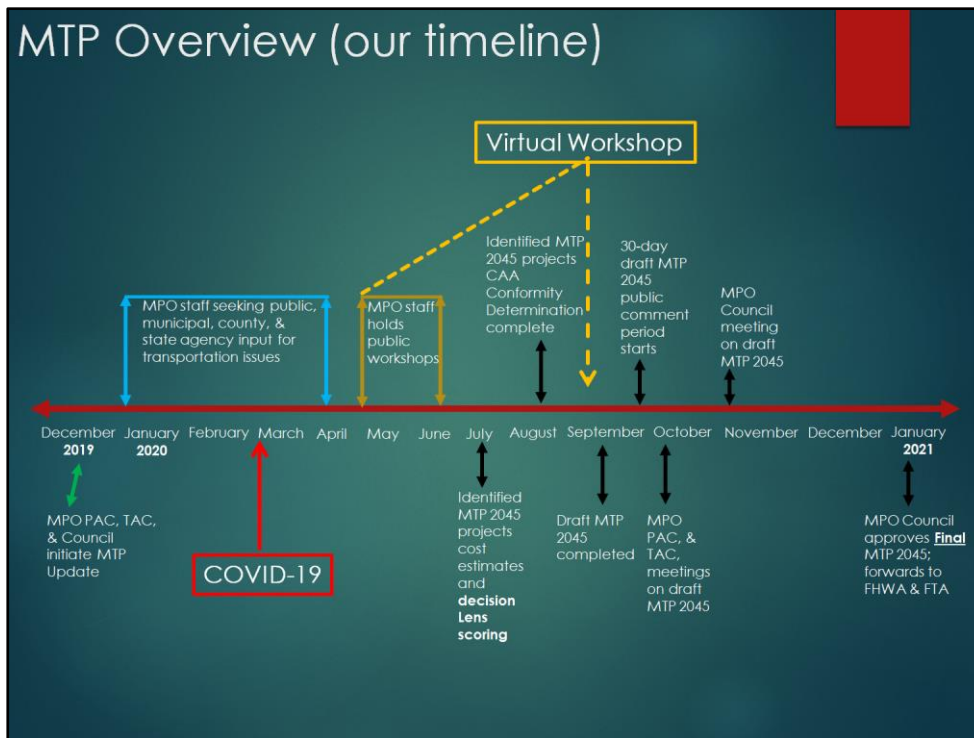 MTP Overview (our timeline)
Virtual Workshop
MPO staff seeking public,
municipal, county, &
state agency input for
transportation issues
MPO staff
holds
public
workshops
Identified MTP
2045 projects
CAA
Conformity
Determination
complete
30-day
draft MTP
2045
public
comment
period
starts
MPO
Council
meeting
on draft
MTP 2045
December
2019
January
2020
February
March
April
May
June
July
August
September
October
November
December
January
2021
MPO PAC, TAC,
& Council
initiate MTP
Update
COVID-19
Identified
MTP 2045
projects
cost
estimates
and
decision
Lens
scoring
Draft MTP
2045
completed
MPO
PAC, &
TAC,
meetings
on draft
MTP 2045
MPO Council
approves Final
MTP 2045;
forwards to
FHWA & FTA